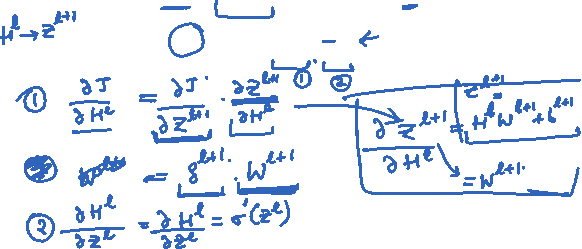 H^l → Z^{l+1}
① ∂J/∂H^l = ∂J/∂Z^{l+1} · ∂Z^{l+1}/∂H^l
① ②
Z^{l+1} = H^l W^{l+1} + b^{l+1}
∂Z^{l+1}/∂H^l = W^{l+1}
= δ^{l+1} · W^{l+1}
② ∂H^l/∂Z^l = ∂H^l/∂Z^l = σ'(Z^l)